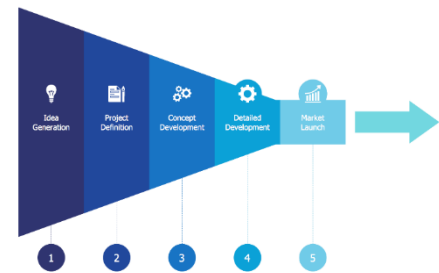 Idea
Generation
Project
Definition
Concept
Development
Detailed
Development
Market
Launch
1
2
3
4
5